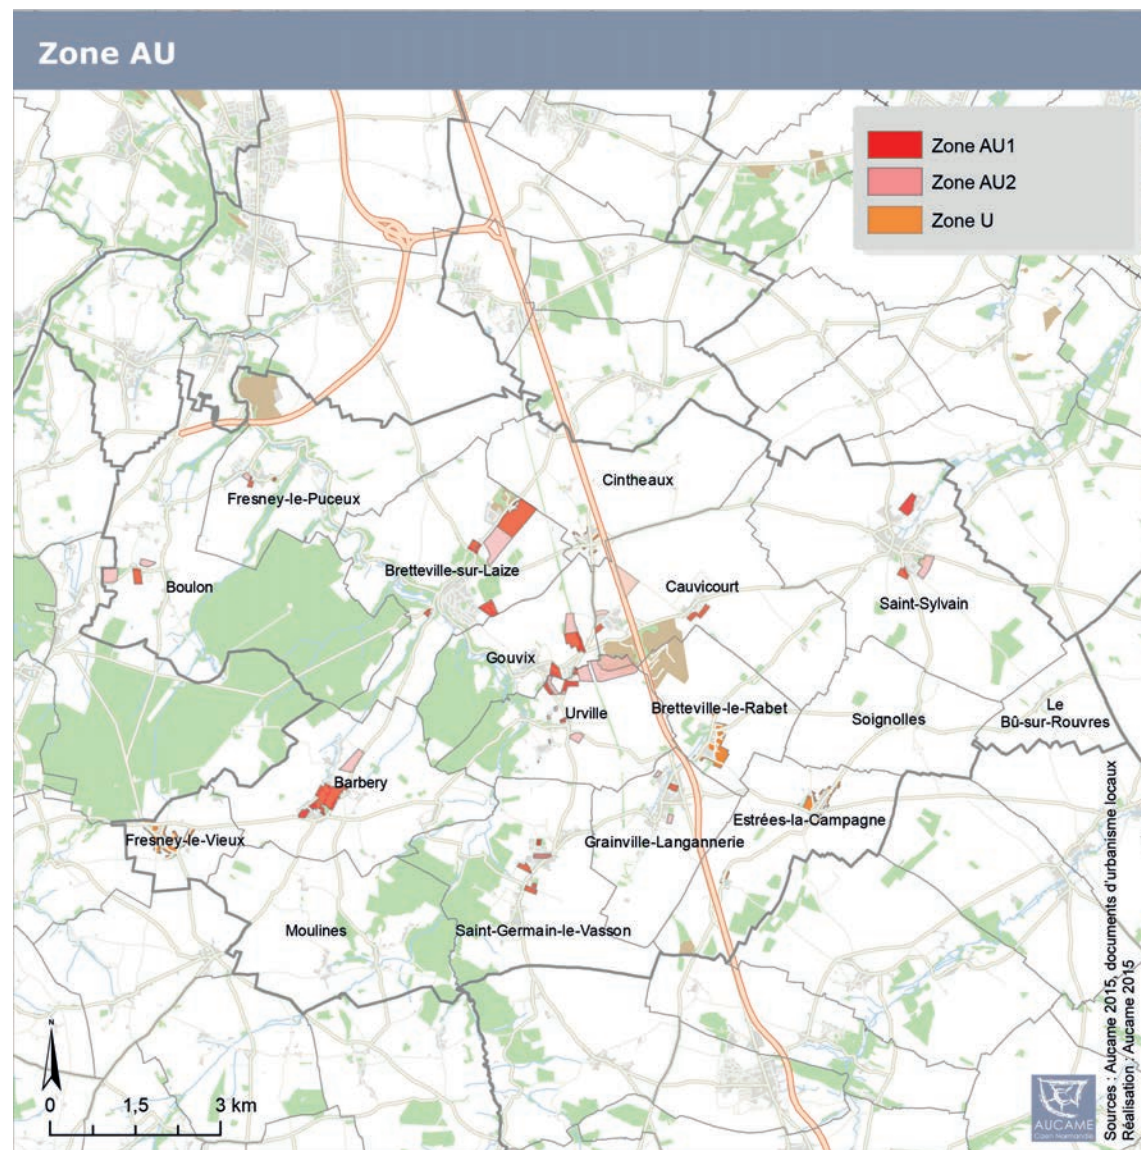 Zone AU
Zone AU1
Zone AU2
Zone U
Cintheaux
Fresney-le-Puceux
Bretteville-sur-Laize
Boulon
Cauvicourt
Saint-Sylvain
Gouvix
Urville
Bretteville-le-Rabet
Soignolles
Le
Bû-sur-Rouvres
Barbery
Fresney-le-Vieux
Grainville-Langannerie
Estrées-la-Campagne
Moulines
Saint-Germain-le-Vasson
N
0 1,5 3 km
AUCAME
Caen Normandie
Sources : Aucame 2015, documents d'urbanisme locaux
Réalisation : Aucame 2015